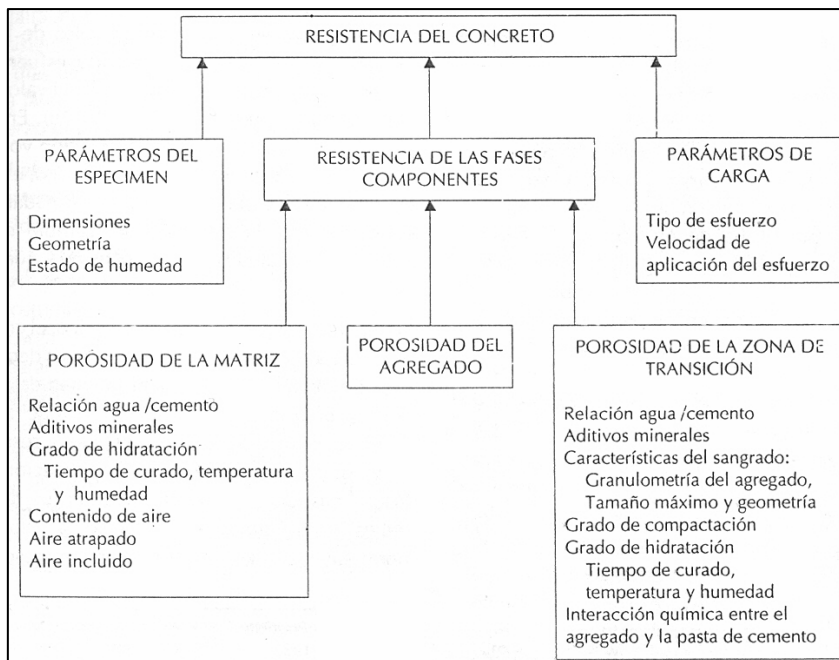 RESISTENCIA DEL CONCRETO
PARÁMETROS DEL
ESPECIMEN
Dimensiones
Geometría
Estado de humedad
RESISTENCIA DE LAS FASES
COMPONENTES
PARÁMETROS DE
CARGA
Tipo de esfuerzo
Velocidad de
aplicación del esfuerzo
POROSIDAD DE LA MATRIZ
Relación agua /cemento
Aditivos minerales
Grado de hidratación
Tiempo de curado, temperatura
y humedad
Contenido de aire
Aire atrapado
Aire incluido
POROSIDAD DEL
AGREGADO
POROSIDAD DE LA ZONA DE
TRANSICIÓN
Relación agua /cemento
Aditivos minerales
Características del sangrado:
Granulometría del agregado,
Tamaño máximo y geometría
Grado de compactación
Grado de hidratación
Tiempo de curado,
temperatura y humedad
Interacción química entre el
agregado y la pasta de cemento